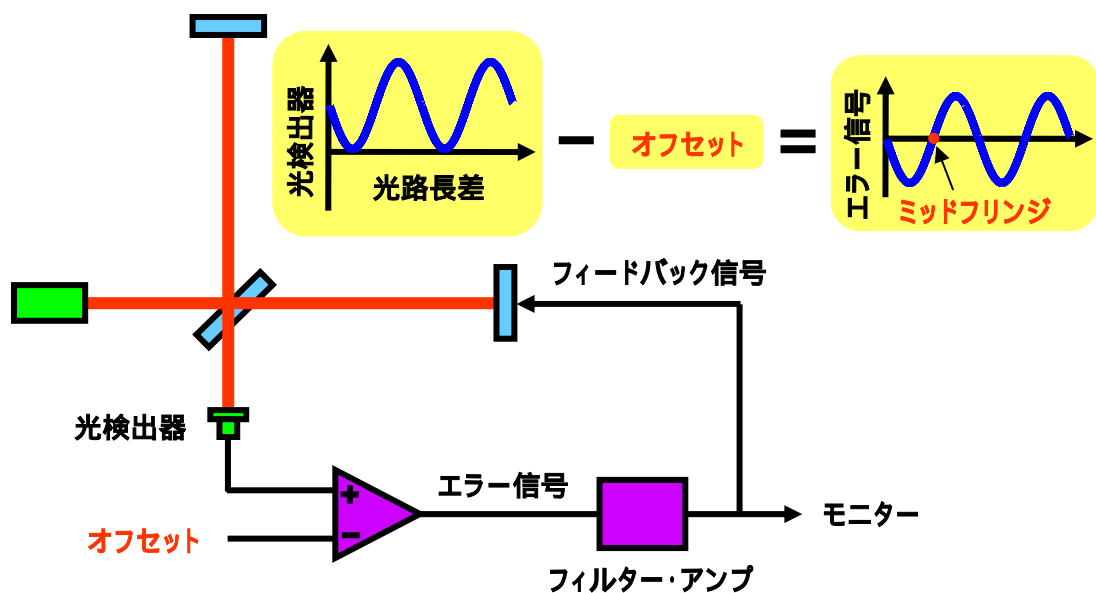 光検出器
光路長差
−
オフセット
=
エラー信号
ミッドフリンジ
フィードバック信号
光検出器
+
−
オフセット
エラー信号
フィルター・アンプ
モニター